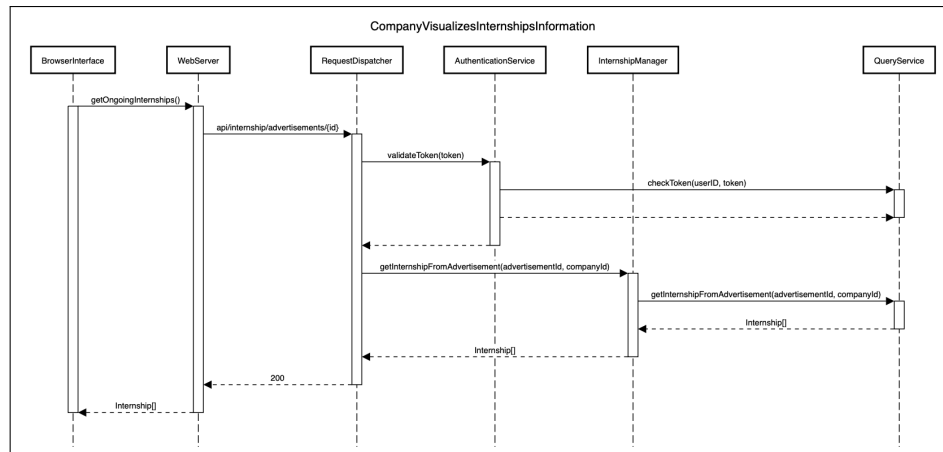 CompanyVisualizesInternshipsInformation
BrowserInterface
WebServer
RequestDispatcher
AuthenticationService
InternshipManager
QueryService
getOngoingInternships()
api/internship/advertisements/{id}
validateToken(token)
checkToken(userID, token)
getInternshipFromAdvertisement(advertisementId, companyId)
getInternshipFromAdvertisement(advertisementId, companyId)
Internship[]
Internship[]
200
Internship[]